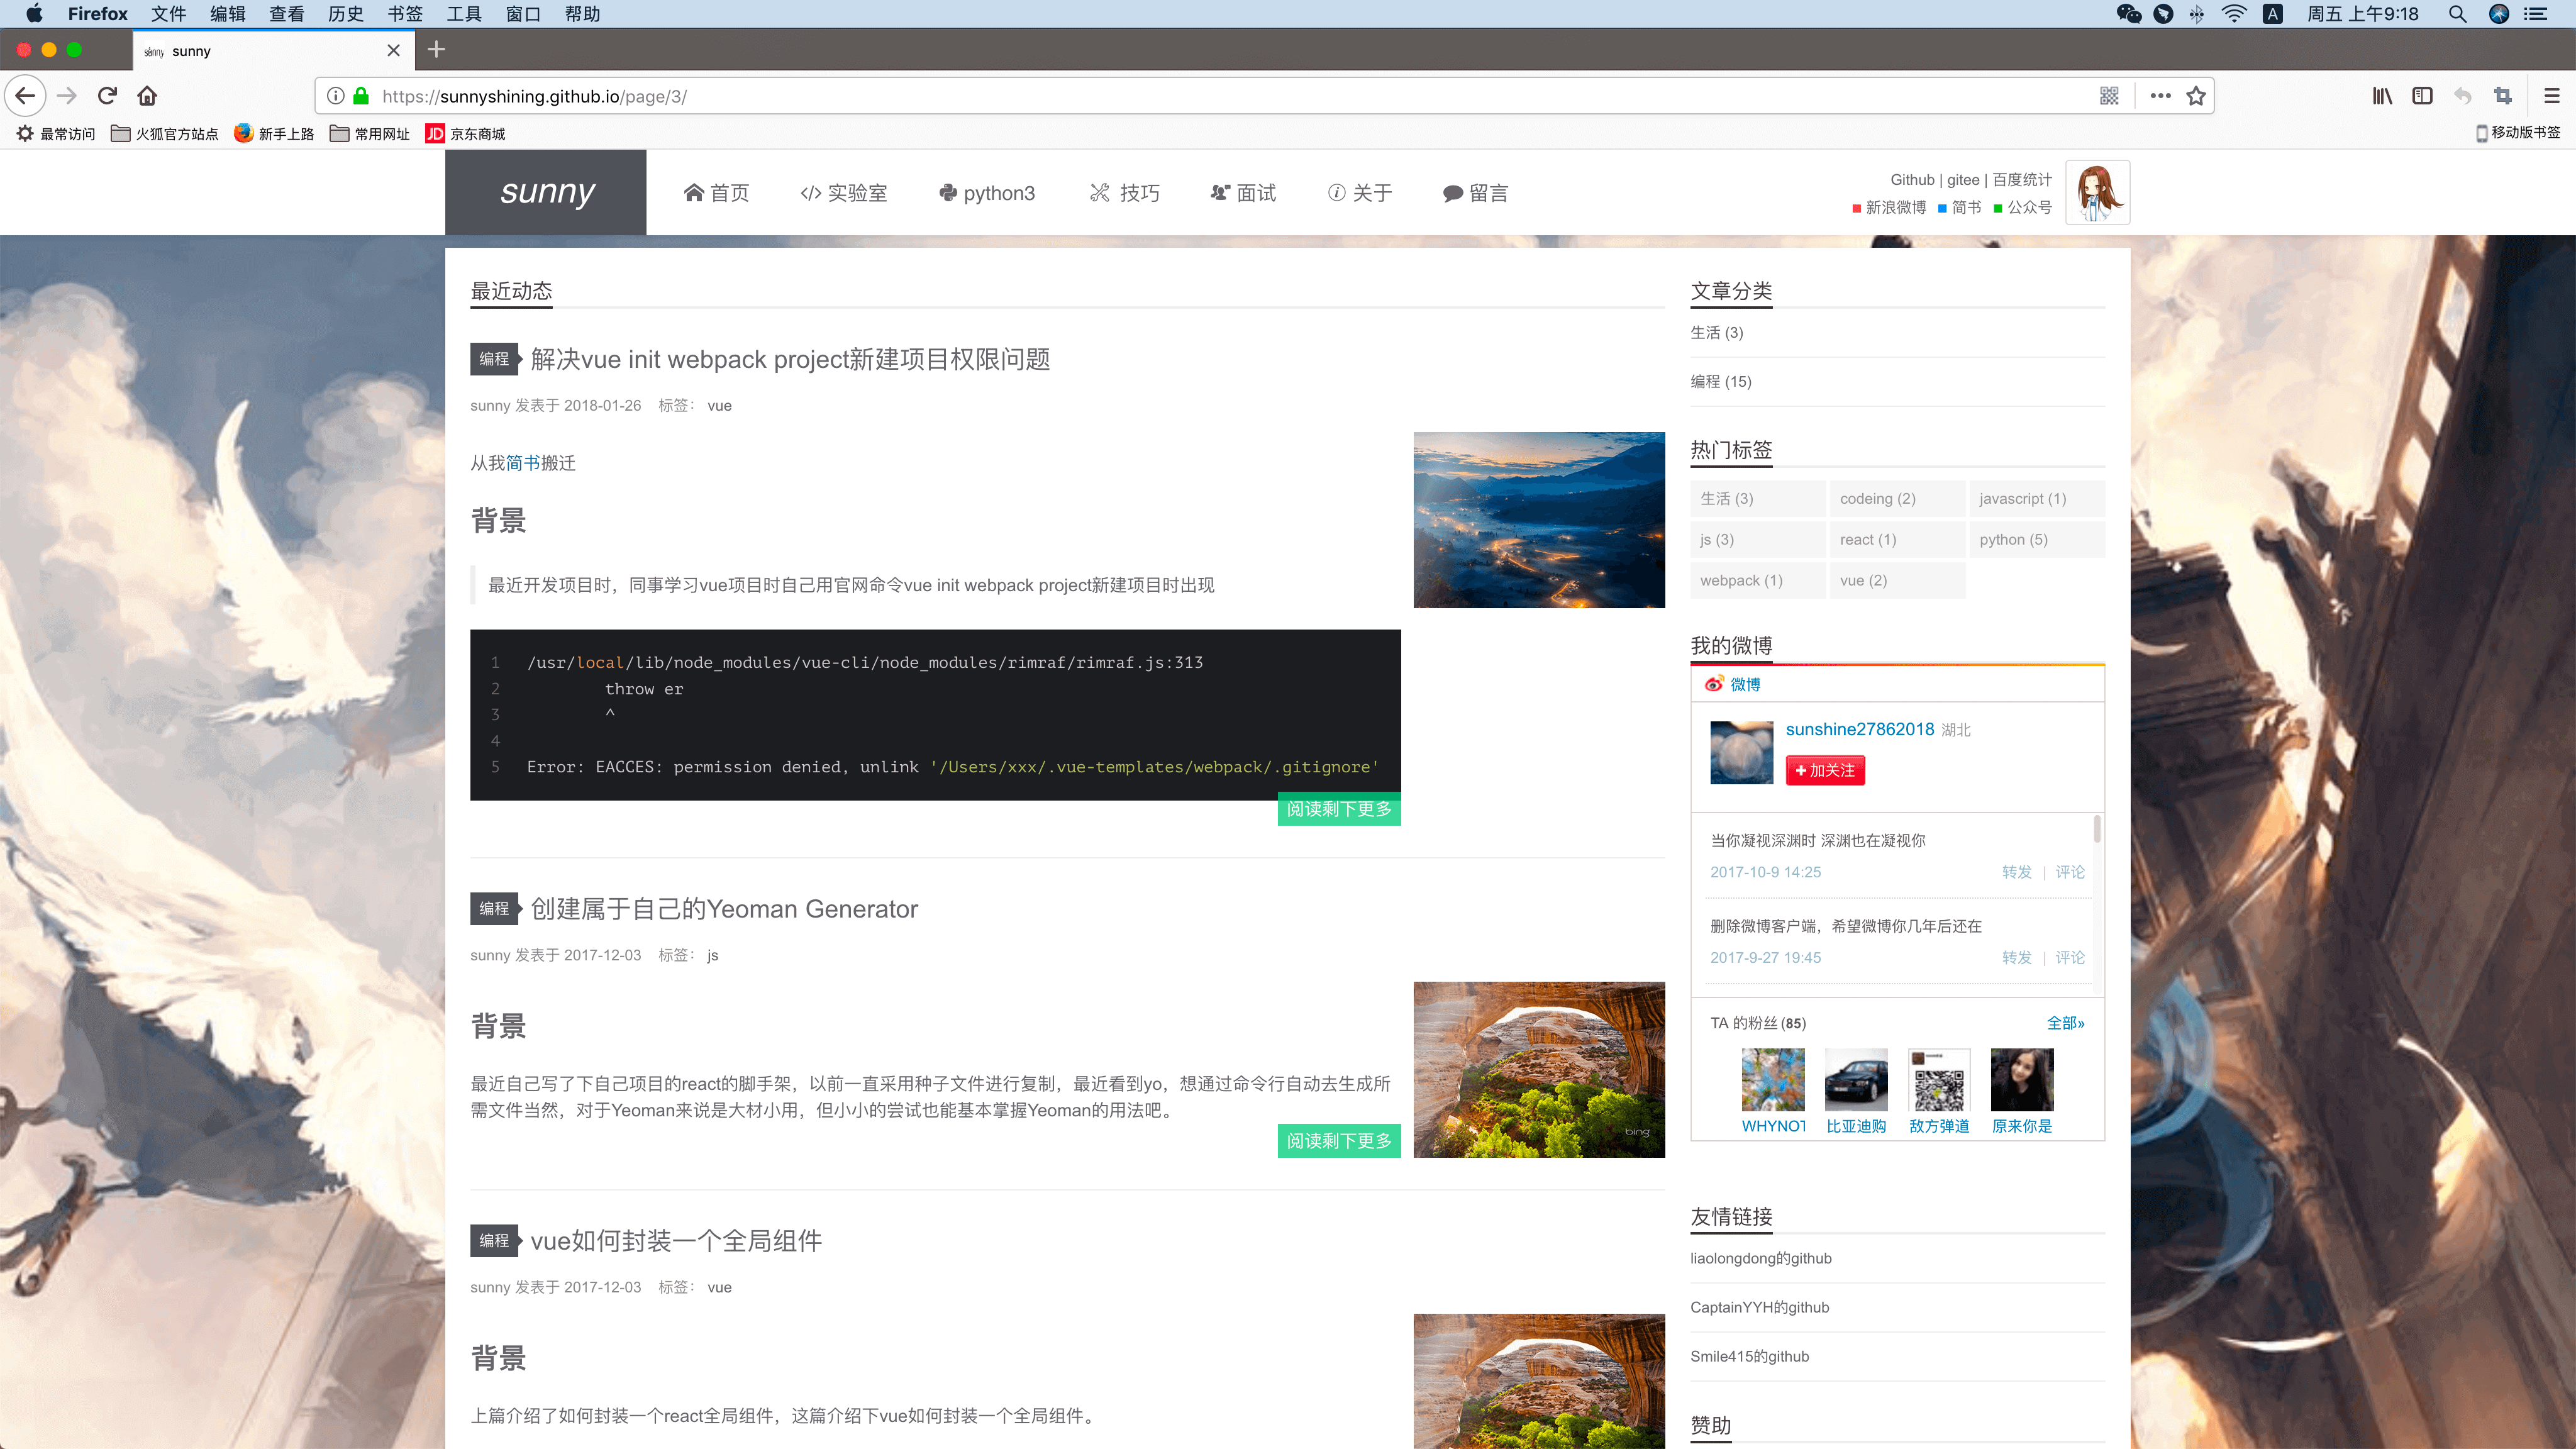 Firefox 文件 编辑 查看 历史 书签 工具 窗口 帮助
A 周五 上午9:18
sunny sunny
https://sunnyshining.github.io/page/3/
最常访问 火狐官方站点 新手上路 常用网址 JD 京东商城 移动版书签
sunny
首页 </> 实验室 python3 技巧 面试 关于 留言
Github | gitee | 百度统计
新浪微博 简书 公众号
最近动态
编程 解决vue init webpack project新建项目权限问题
sunny 发表于 2018-01-26 标签： vue
从我简书搬迁
背景
最近开发项目时，同事学习vue项目时自己用官网命令vue init webpack project新建项目时出现
1 /usr/local/lib/node_modules/vue-cli/node_modules/rimraf/rimraf.js:313
2 throw er
3 ^
4
5 Error: EACCES: permission denied, unlink '/Users/xxx/.vue-templates/webpack/.gitignore'
阅读剩下更多
编程 创建属于自己的Yeoman Generator
sunny 发表于 2017-12-03 标签： js
背景
最近自己写了下自己项目的react的脚手架，以前一直采用种子文件进行复制，最近看到yo，想通过命令行自动去生成所
需文件当然，对于Yeoman来说是大材小用，但小小的尝试也能基本掌握Yeoman的用法吧。
bing
阅读剩下更多
编程 vue如何封装一个全局组件
sunny 发表于 2017-12-03 标签： vue
背景
上篇介绍了如何封装一个react全局组件，这篇介绍下vue如何封装一个全局组件。
文章分类
生活 (3)
编程 (15)
热门标签
生活 (3) codeing (2) javascript (1)
js (3) react (1) python (5)
webpack (1) vue (2)
我的微博
微博
sunshine27862018 湖北
+ 加关注
当你凝视深渊时 深渊也在凝视你
2017-10-9 14:25 转发 | 评论
删除微博客户端，希望微博你几年后还在
2017-9-27 19:45 转发 | 评论
TA 的粉丝 (85) 全部»
WHYNOT 比亚迪购 敌方弹道 原来你是
友情链接
liaolongdong的github
CaptainYYH的github
Smile415的github
赞助